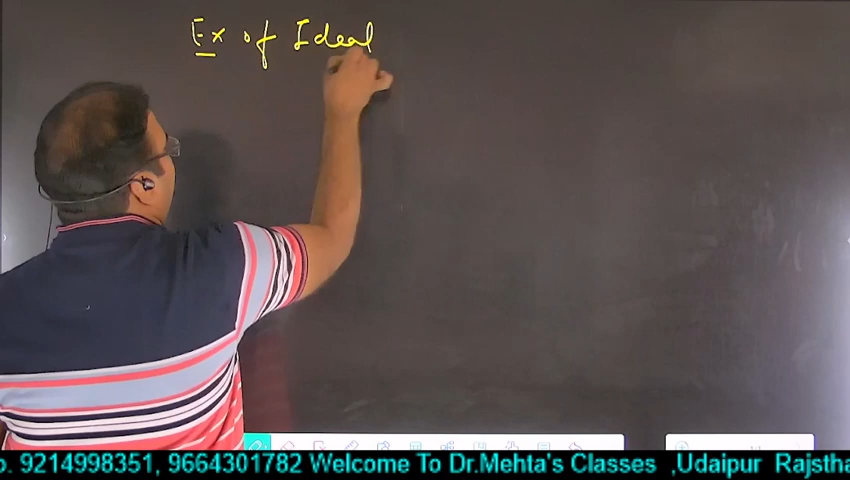 Ex of Ideal
o. 9214998351, 9664301782 Welcome To Dr.Mehta's Classes ,Udaipur Rajstha